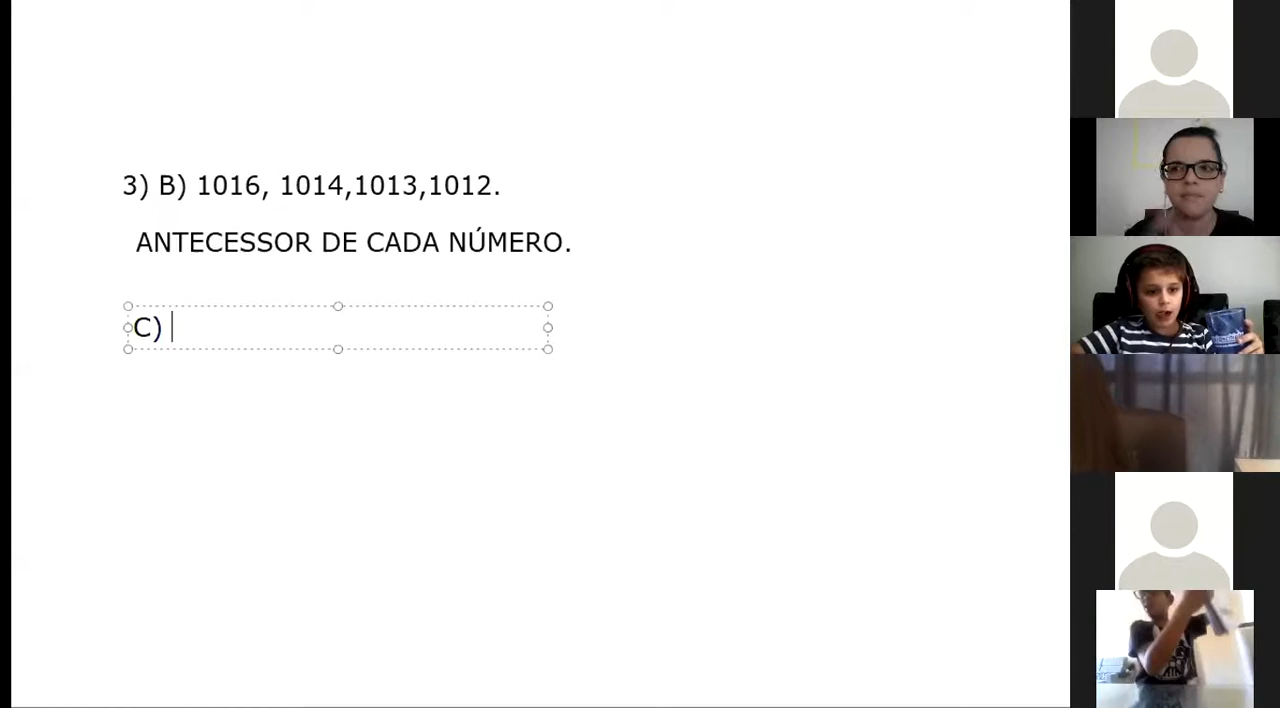 3) B) 1016, 1014,1013,1012.
ANTECESSOR DE CADA NÚMERO.
C)